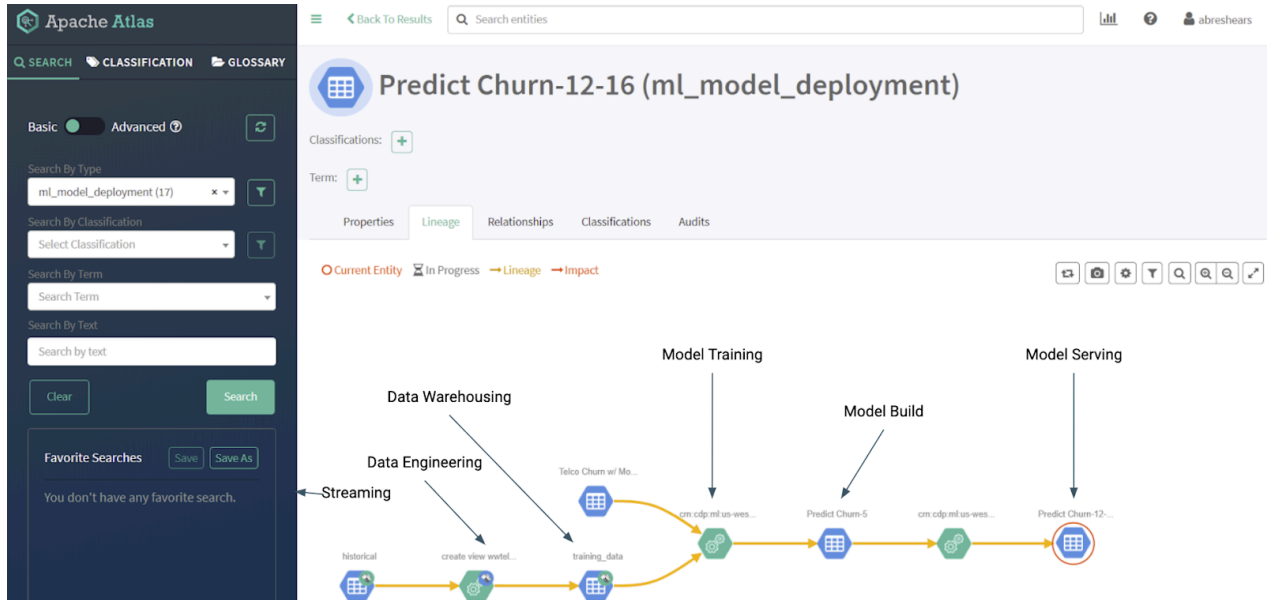 Apache Atlas
Back To Results
Search entities
abreshears
SEARCH
CLASSIFICATION
GLOSSARY
Basic
Advanced
Search By Type
ml_model_deployment (17)
Search By Classification
Select Classification
Search By Term
Search Term
Search By Text
Search by text
Clear
Search
Favorite Searches
Save
Save As
You don't have any favorite search.
Predict Churn-12-16 (ml_model_deployment)
Classifications:
Term:
Properties
Lineage
Relationships
Classifications
Audits
Current Entity
In Progress
Lineage
Impact
Model Training
Model Serving
Data Warehousing
Model Build
Data Engineering
Streaming
Telco Churn w/ Mo...
crn:cdp:ml:us-wes...
Predict Churn-5
crn:cdp:ml:us-wes...
Predict Churn-12-...
historical
create view wwtel...
training_data